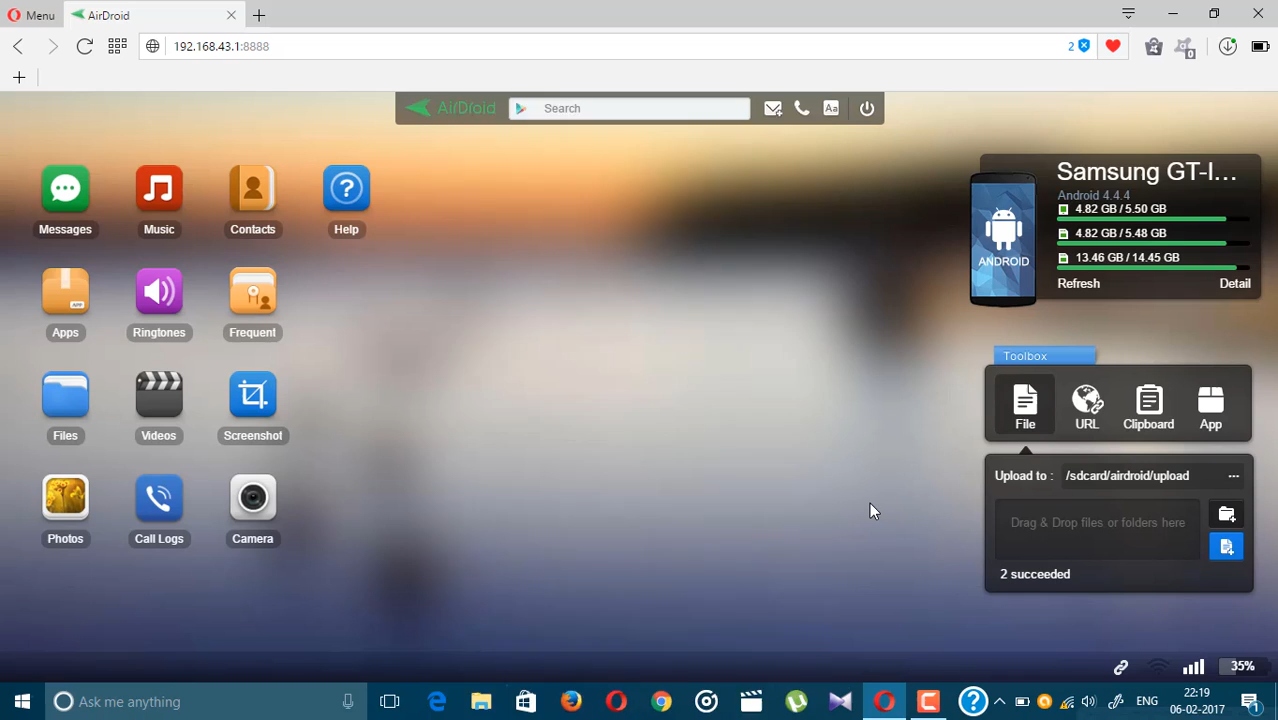 Menu
AirDroid
192.168.43.1:8888
2
0
AirDroid
Search
Aa
Messages
Music
Contacts
Help
Apps
Ringtones
Frequent
Files
Videos
Screenshot
Photos
Call Logs
Camera
APP
Samsung GT-I...
Android 4.4.4
4.82 GB / 5.50 GB
4.82 GB / 5.48 GB
13.46 GB / 14.45 GB
ANDROID
Refresh
Detail
Toolbox
File
URL
Clipboard
App
Upload to :
/sdcard/airdroid/upload
Drag & Drop files or folders here
2 succeeded
35%
Ask me anything
ENG
22:19
06-02-2017
1